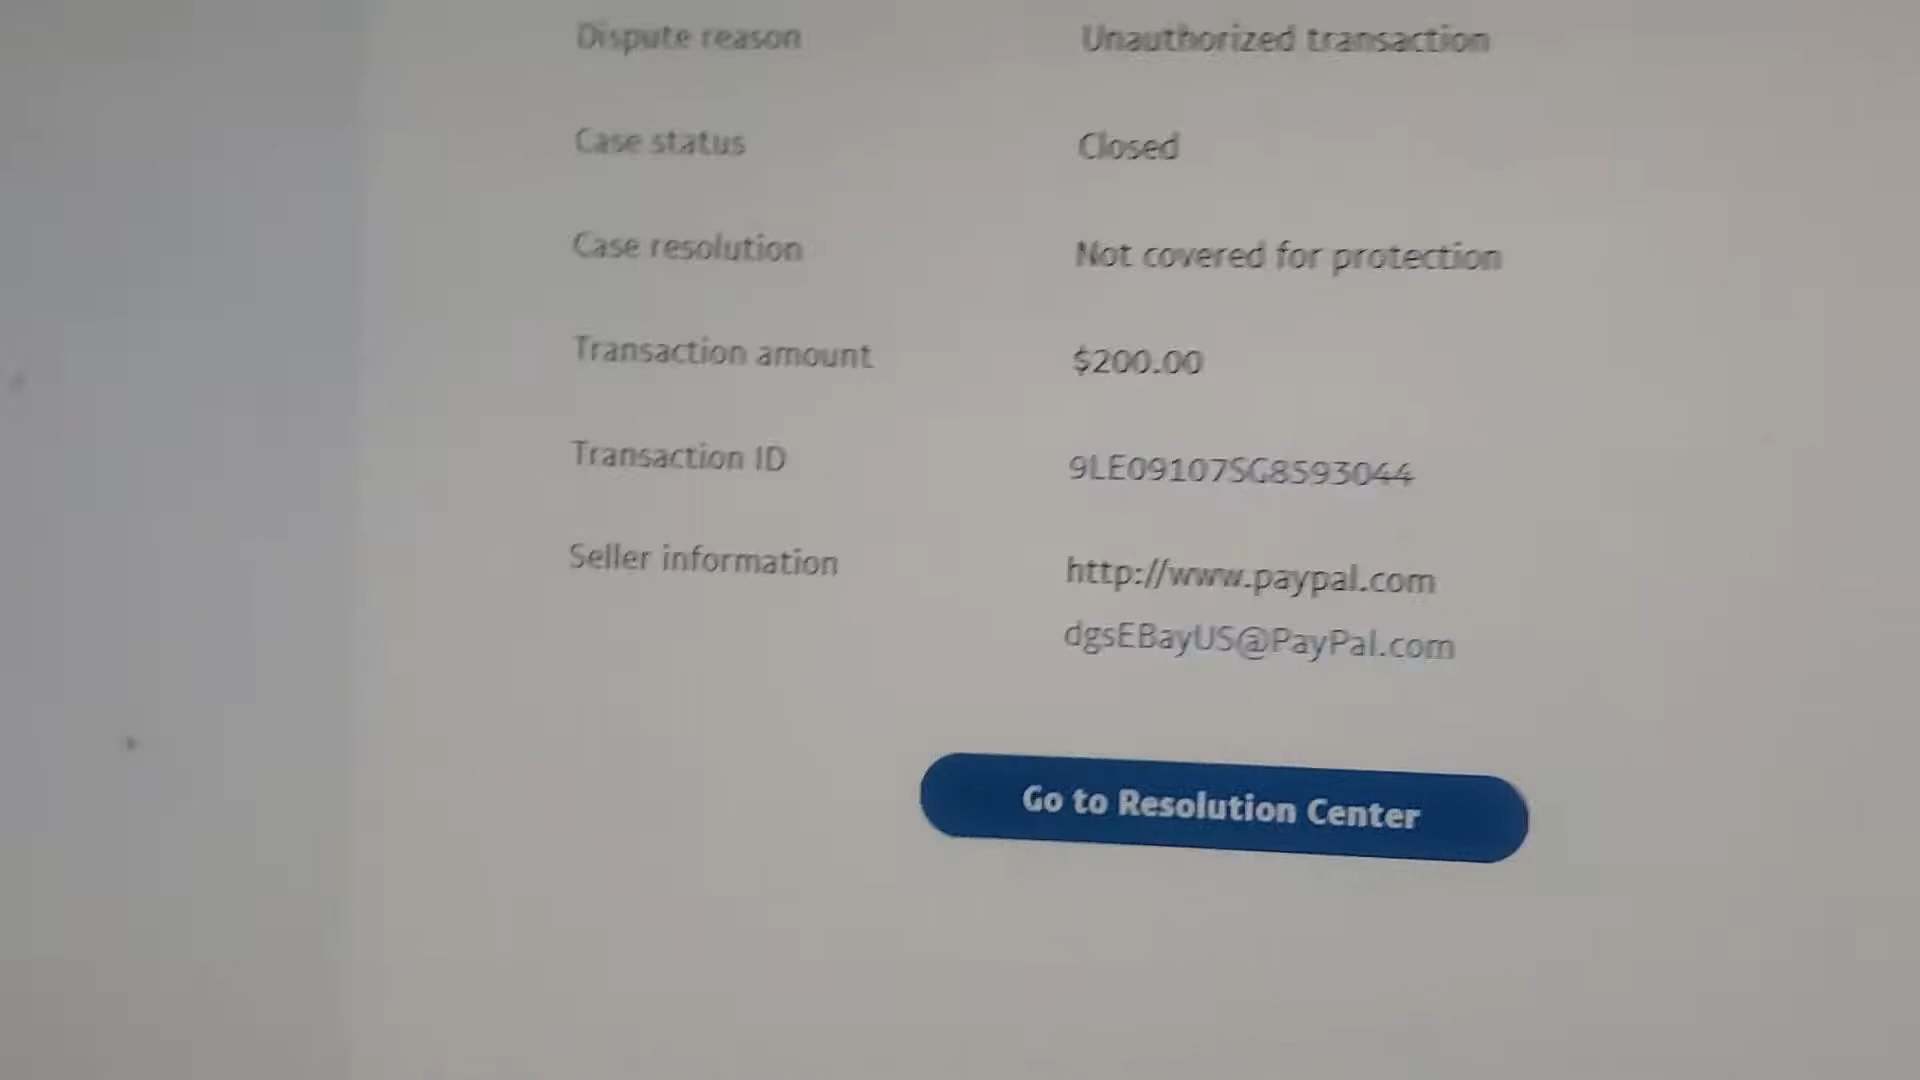 Dispute reason Unauthorized transaction
Case status Closed
Case resolution Not covered for protection
Transaction amount $200.00
Transaction ID 9LE09107SG8593044
Seller information http://www.paypal.com
dgsEBayUS@PayPal.com
Go to Resolution Center